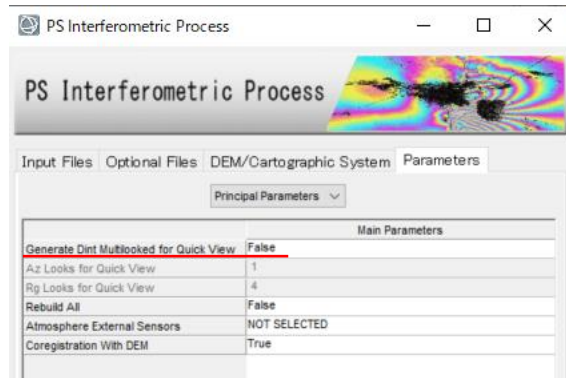 PS Interferometric Process
PS Interferometric Process
Input Files Optional Files DEM/Cartographic System Parameters
Principal Parameters
Main Parameters
Generate Dint Multilooked for Quick View False
Az Looks for Quick View 1
Rg Looks for Quick View 4
Rebuild All False
Atmosphere External Sensors NOT SELECTED
Coregistration With DEM True